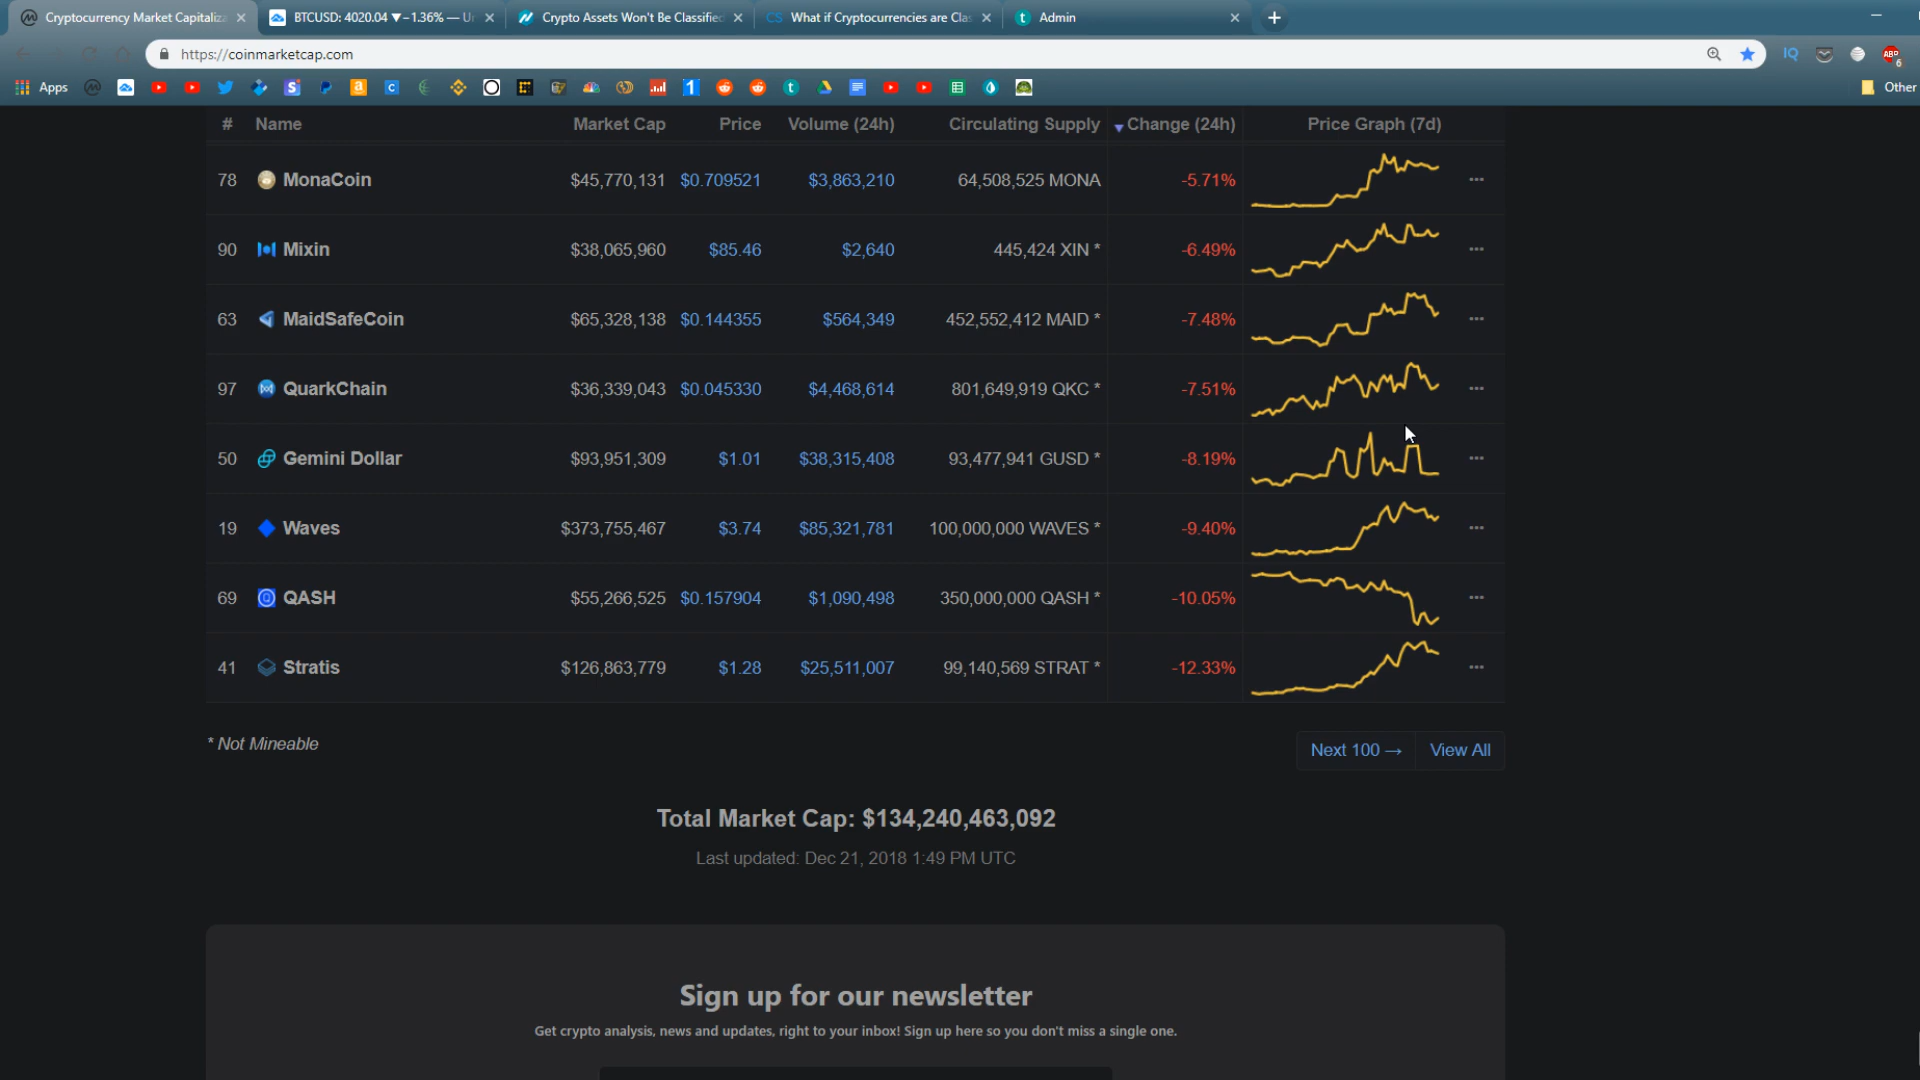 Cryptocurrency Market Capitaliza
BTCUSD: 4020.04 ▼−1.36% — U
Crypto Assets Won't Be Classified
CS What if Cryptocurrencies are Clas
t Admin
https://coinmarketcap.com
IQ
ABP
6
Apps
Other
# Name Market Cap Price Volume (24h) Circulating Supply Change (24h) Price Graph (7d)
78 MonaCoin $45,770,131 $0.709521 $3,863,210 64,508,525 MONA -5.71%
90 Mixin $38,065,960 $85.46 $2,640 445,424 XIN * -6.49%
63 MaidSafeCoin $65,328,138 $0.144355 $564,349 452,552,412 MAID * -7.48%
97 QuarkChain $36,339,043 $0.045330 $4,468,614 801,649,919 QKC * -7.51%
50 Gemini Dollar $93,951,309 $1.01 $38,315,408 93,477,941 GUSD * -8.19%
19 Waves $373,755,467 $3.74 $85,321,781 100,000,000 WAVES * -9.40%
69 QASH $55,266,525 $0.157904 $1,090,498 350,000,000 QASH * -10.05%
41 Stratis $126,863,779 $1.28 $25,511,007 99,140,569 STRAT * -12.33%
* Not Mineable
Next 100 → View All
Total Market Cap: $134,240,463,092
Last updated: Dec 21, 2018 1:49 PM UTC
Sign up for our newsletter
Get crypto analysis, news and updates, right to your inbox! Sign up here so you don't miss a single one.